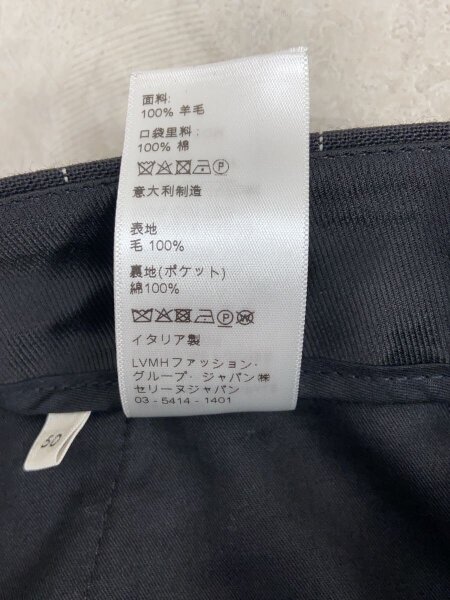 面料:
100% 羊毛
口袋里料:
100% 棉
意大利制造
表地
毛 100%
裏地(ポケット)
綿100%
イタリア製
LVMHファッション・
グループ・ジャパン㈱
セリーヌジャパン
03 - 5414 - 1401
50